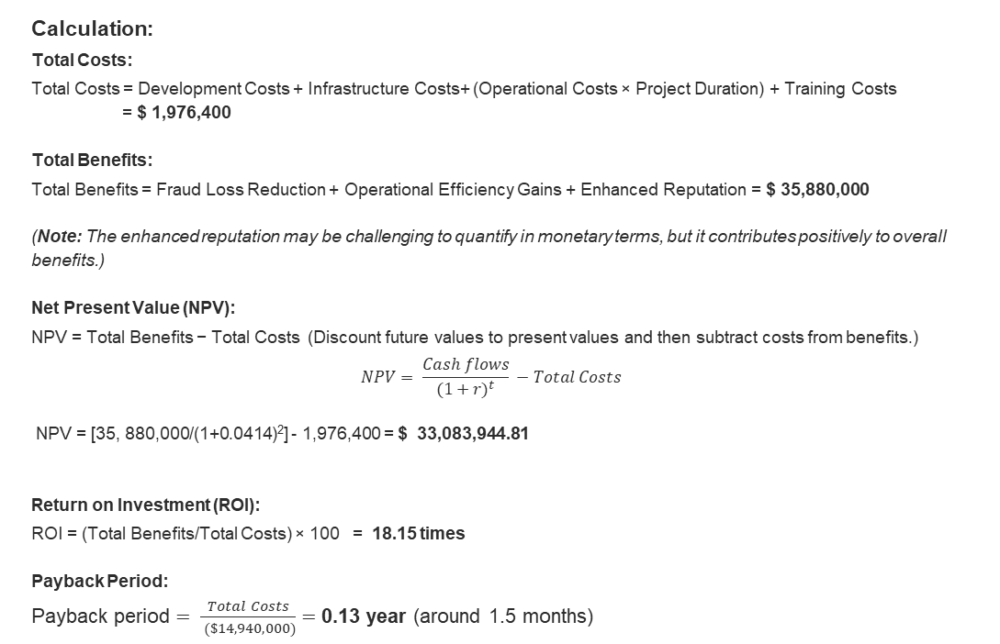 Calculation:
Total Costs:
Total Costs = Development Costs + Infrastructure Costs+ (Operational Costs × Project Duration) + Training Costs
= $ 1,976,400
Total Benefits:
Total Benefits = Fraud Loss Reduction + Operational Efficiency Gains + Enhanced Reputation = $ 35,880,000
(Note: The enhanced reputation may be challenging to quantify in monetary terms, but it contributes positively to overall
benefits.)
Net Present Value (NPV):
NPV = Total Benefits − Total Costs (Discount future values to present values and then subtract costs from benefits.)
NPV = Cash flows / (1 + r)^t − Total Costs
NPV = [35, 880,000/(1+0.0414)²] - 1,976,400 = $ 33,083,944.81
Return on Investment (ROI):
ROI = (Total Benefits/Total Costs) × 100 = 18.15 times
Payback Period:
Payback period = Total Costs / ($14,940,000) = 0.13 year (around 1.5 months)